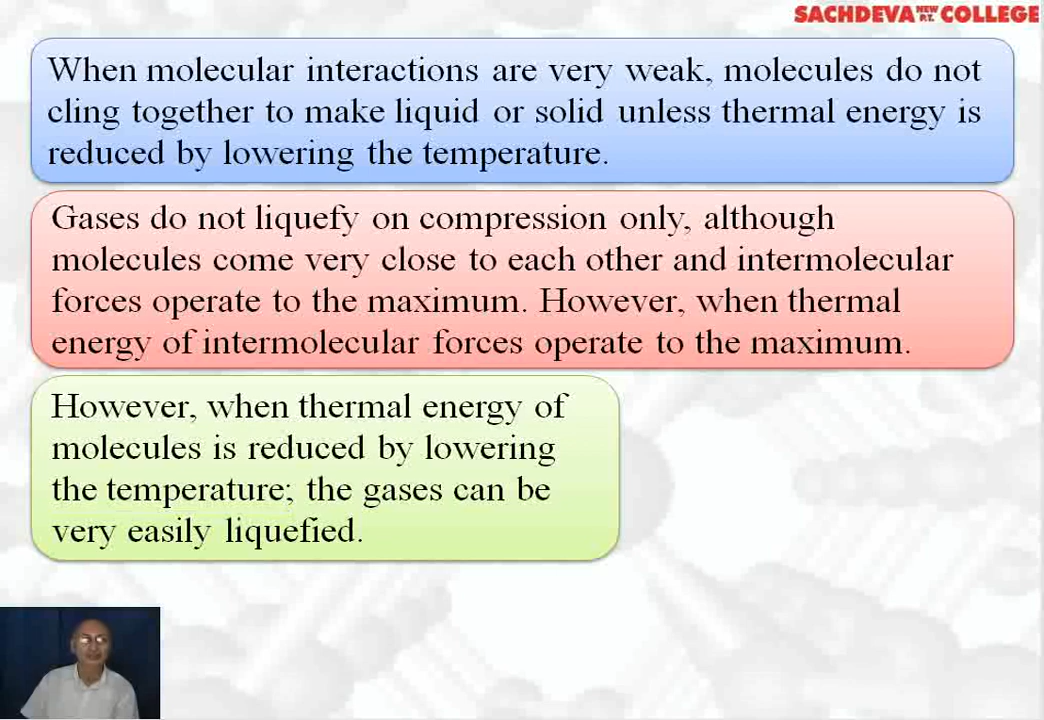 SACHDEVA NEW P.T. COLLEGE
When molecular interactions are very weak, molecules do not
cling together to make liquid or solid unless thermal energy is
reduced by lowering the temperature.
Gases do not liquefy on compression only, although
molecules come very close to each other and intermolecular
forces operate to the maximum. However, when thermal
energy of intermolecular forces operate to the maximum.
However, when thermal energy of
molecules is reduced by lowering
the temperature; the gases can be
very easily liquefied.